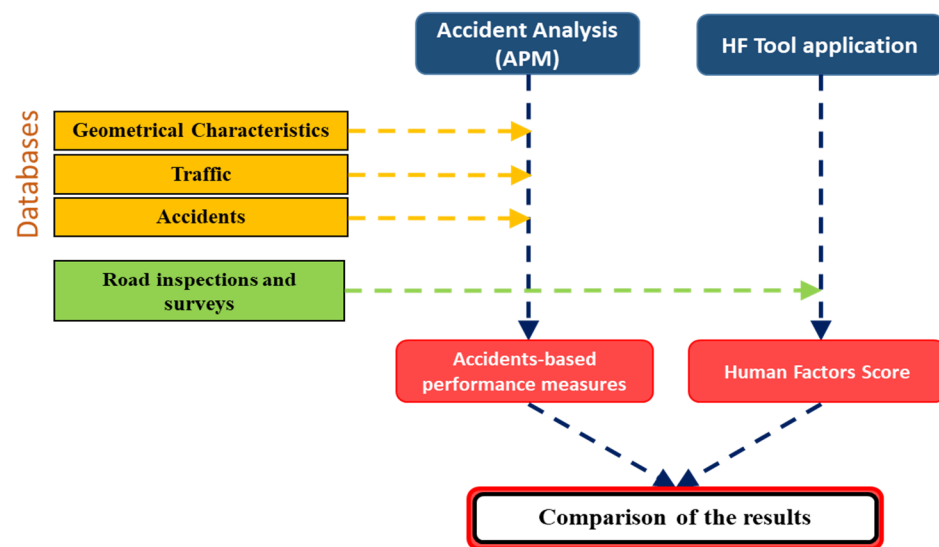 Accident Analysis
(APM)
HF Tool application
Databases
Geometrical Characteristics
Traffic
Accidents
Road inspections and
surveys
Accidents-based
performance measures
Human Factors Score
Comparison of the results